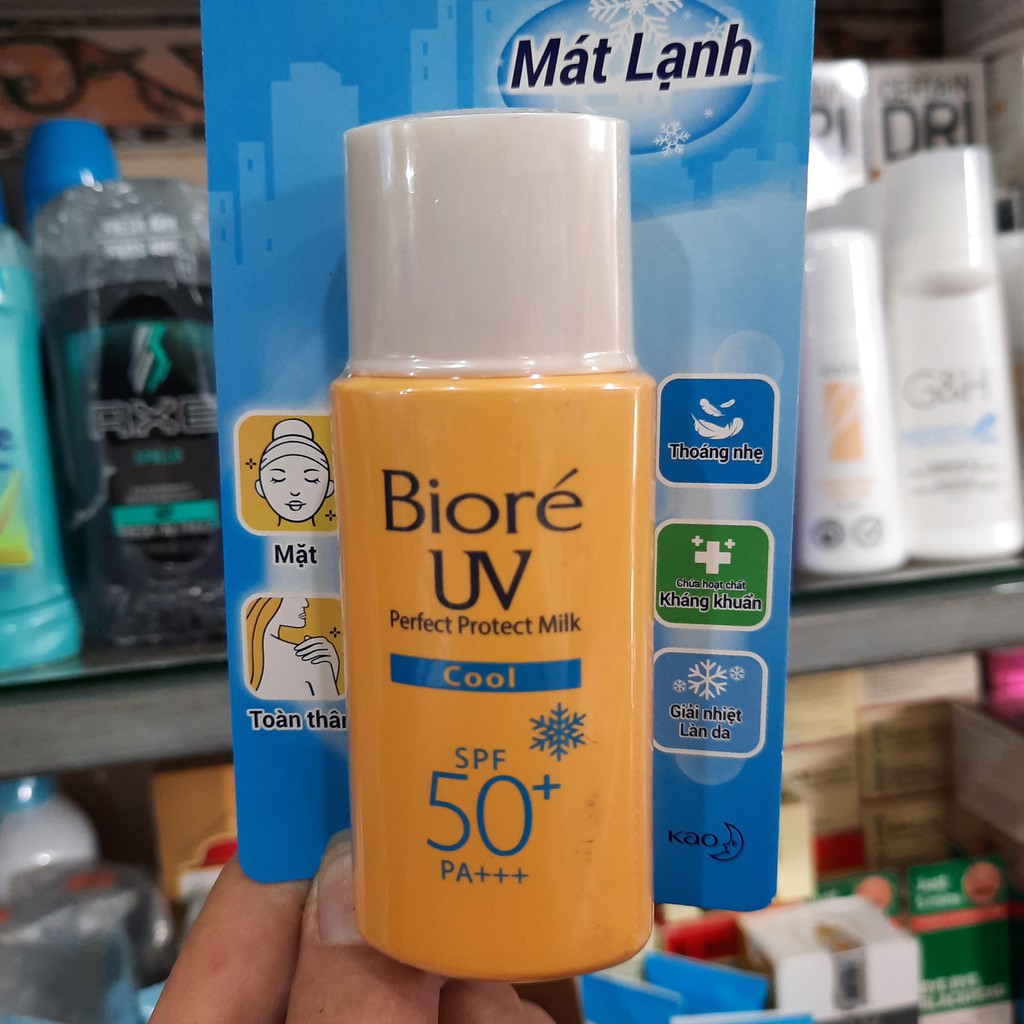 Mát Lạnh
CERTAIN
DRI
AXE
G&H
Bioré
UV
Perfect Protect Milk
Cool
SPF
50+
PA+++
Mặt
Toàn thân
Thoáng nhẹ
Chứa hoạt chất
Kháng khuẩn
Giải nhiệt
Làn da
Kao